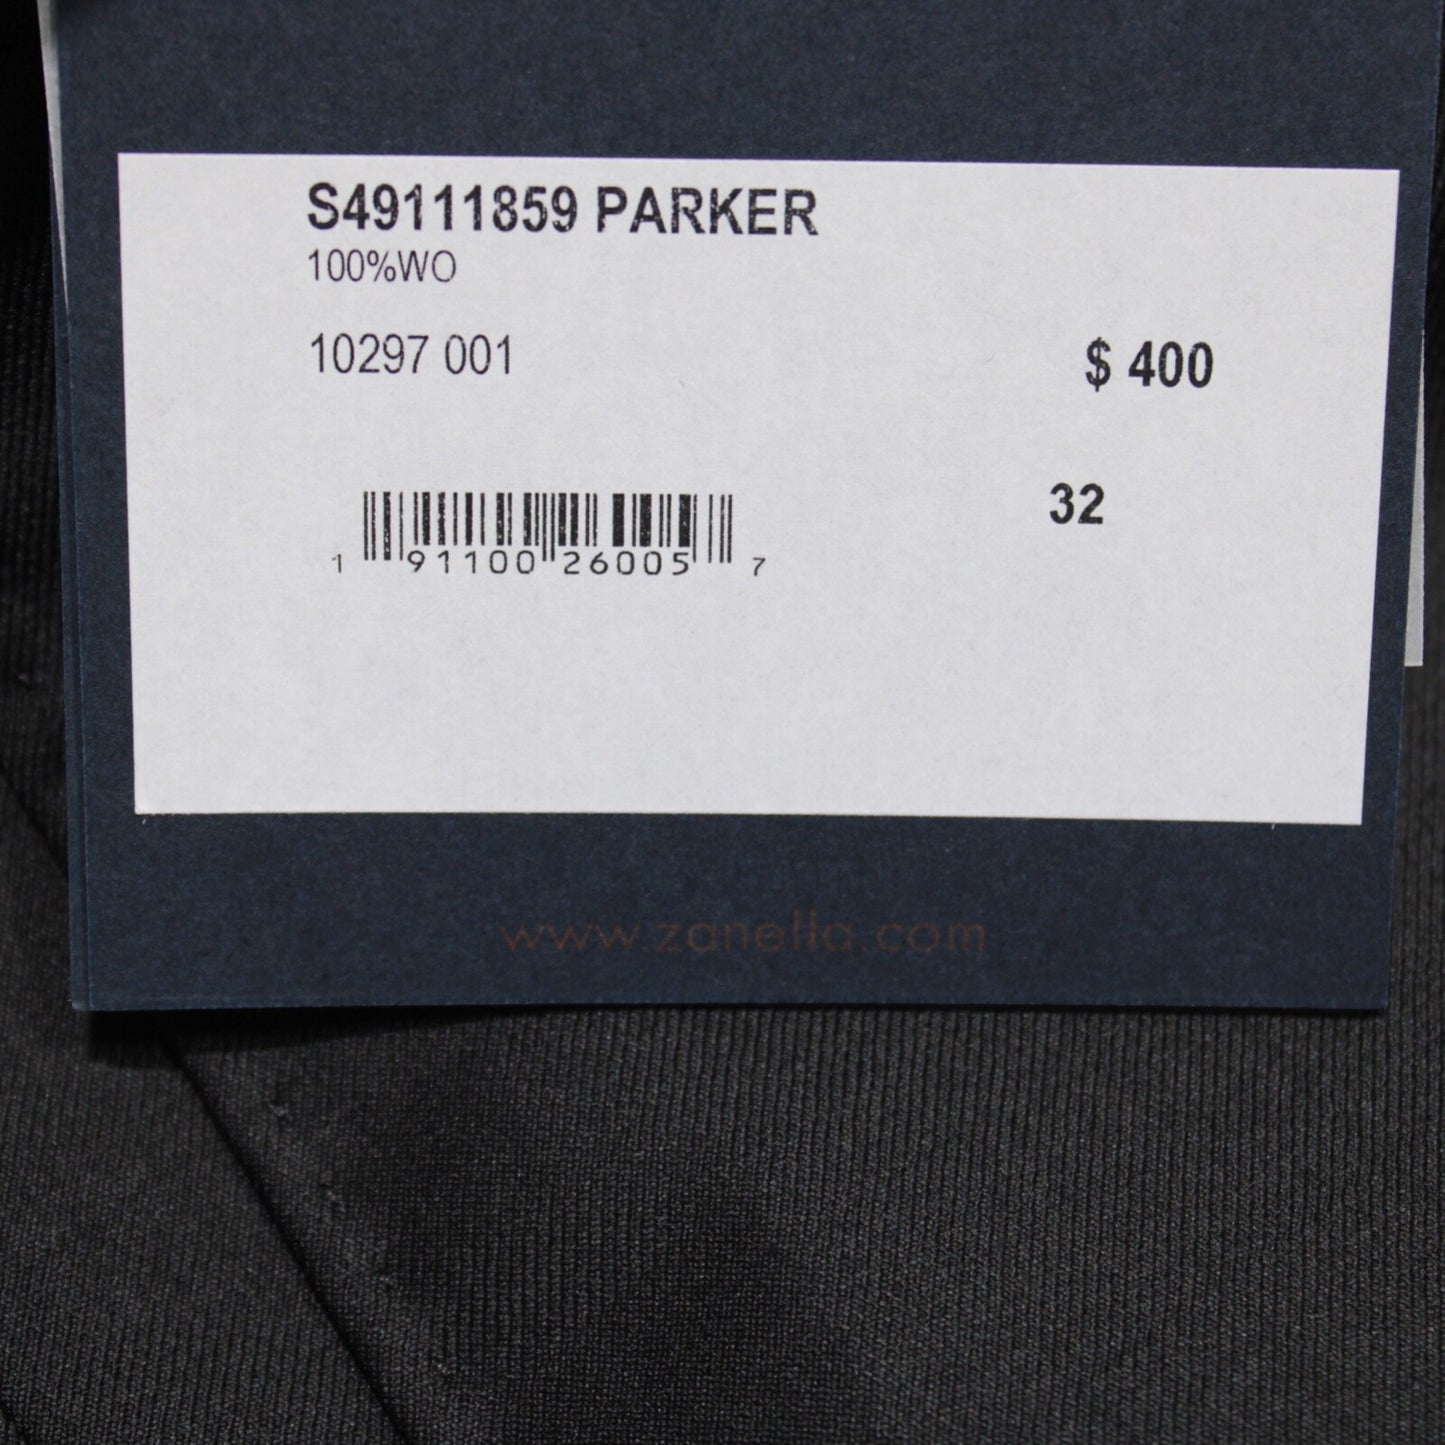 S49111859 PARKER
100%WO
10297 001
$ 400
32
1 91100 26005 7
www.zanella.com